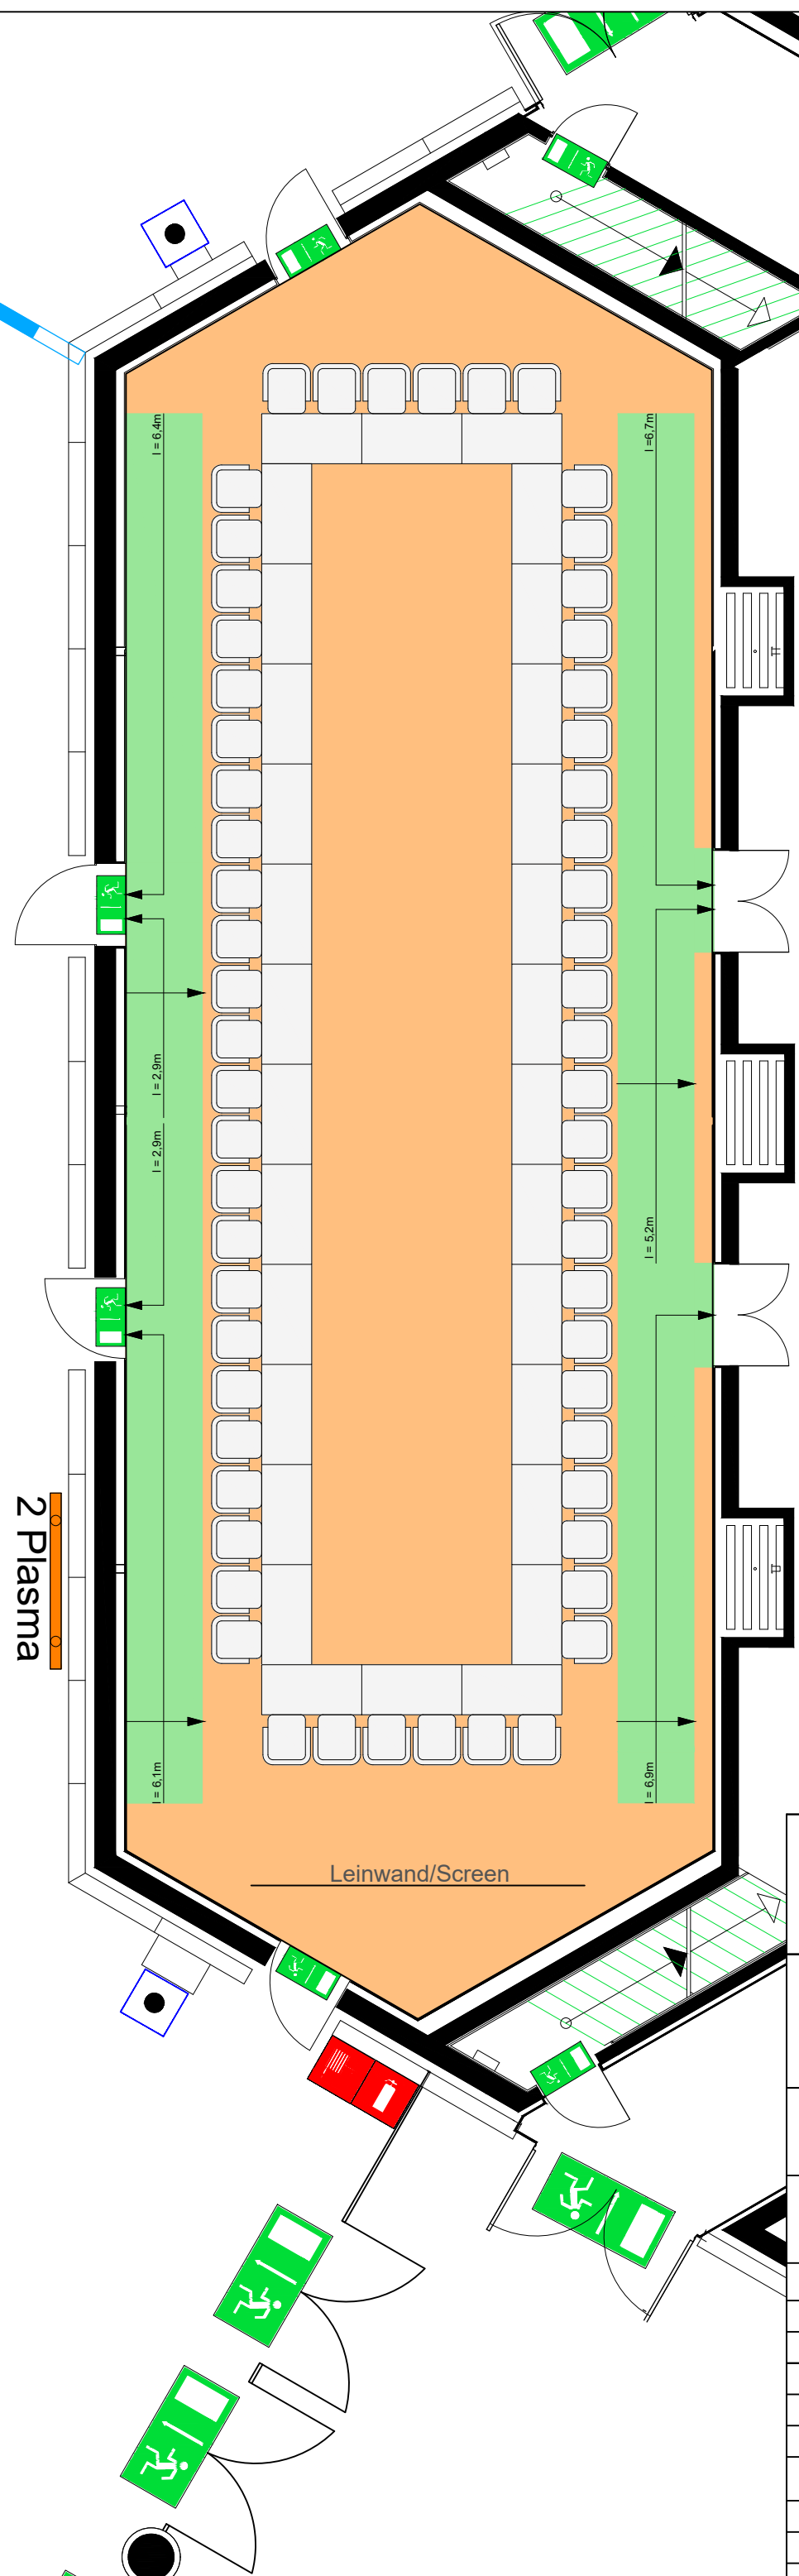 l = 6,4m
l =6,7m
l = 2,9m
l = 2,9m
l = 5,2m
2 Plasma
l = 6,1m
l = 6,9m
Leinwand/Screen